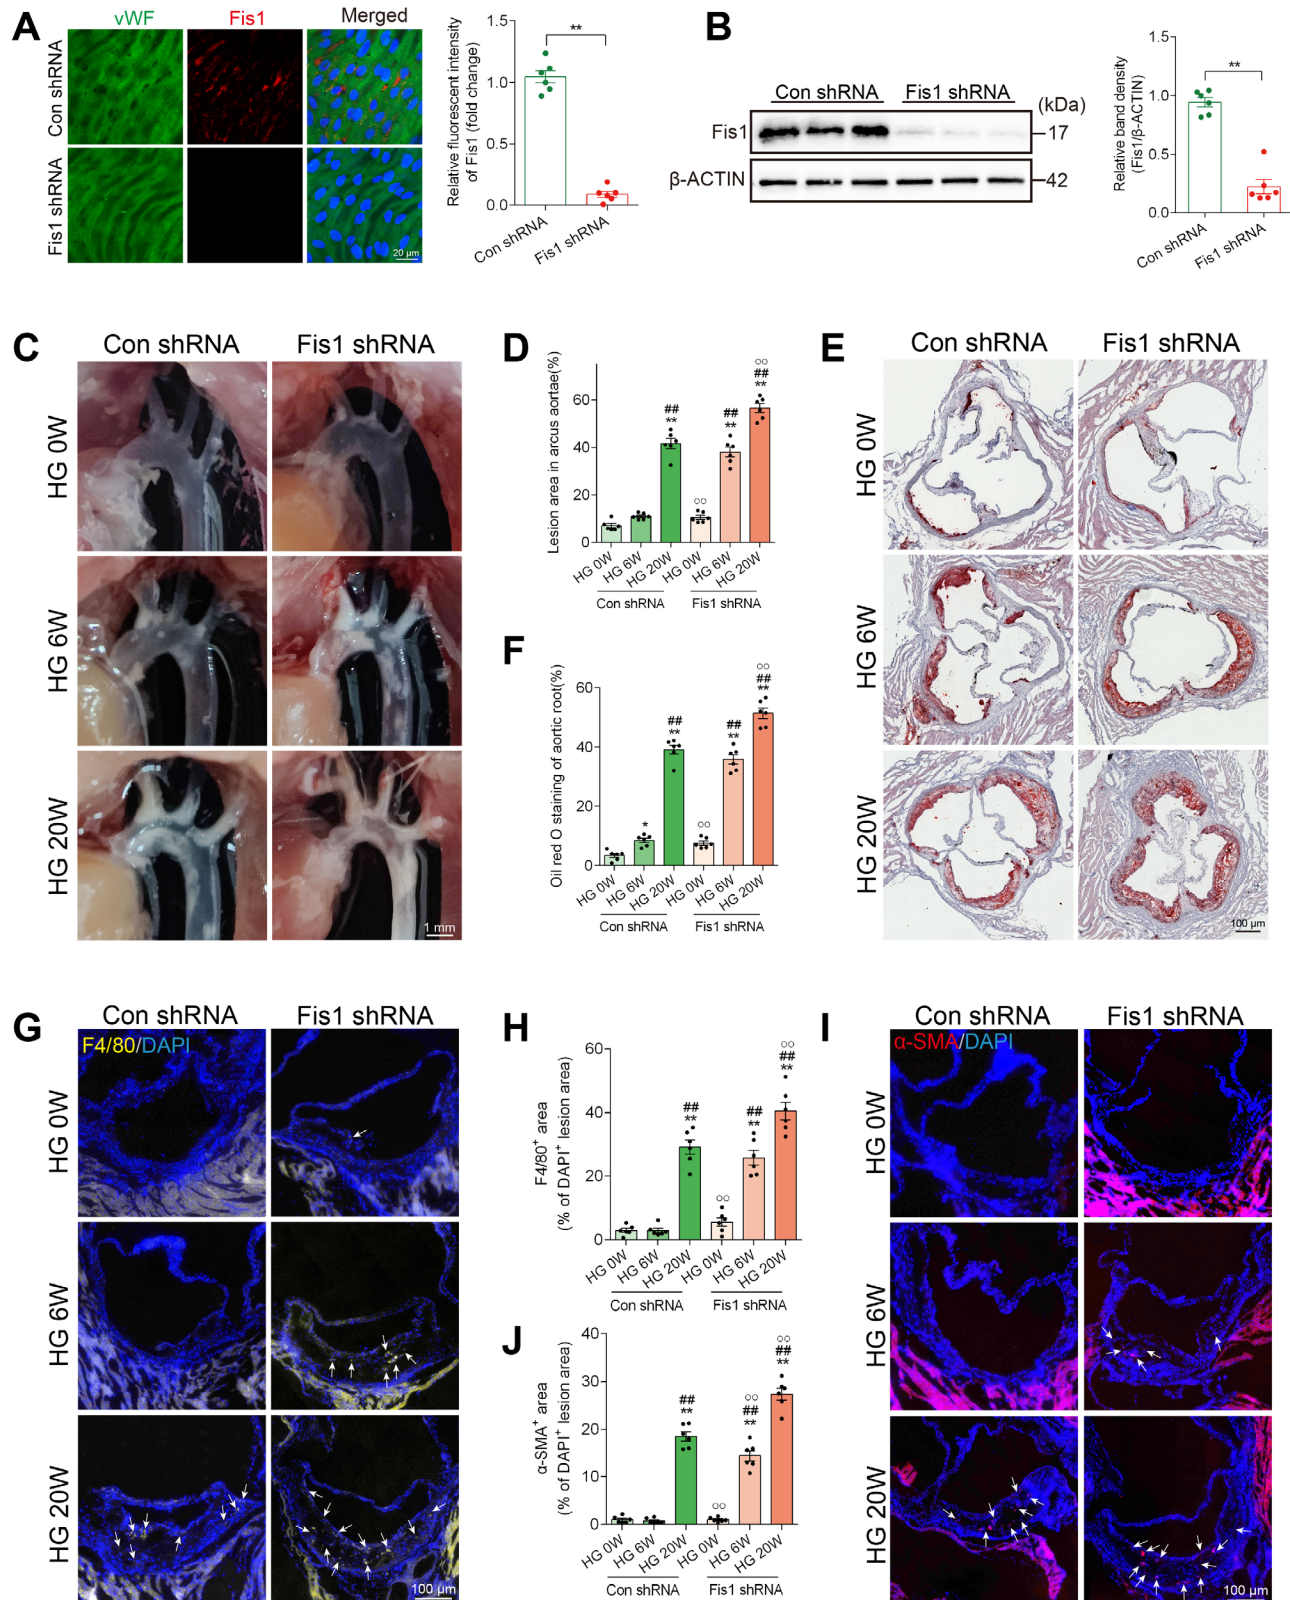 A
vWF
Fis1
Merged
Con shRNA
Fis1 shRNA
20 μm
Relative fluorescent intensity
of Fis1 (fold change)
1.5
1.0
0.5
0.0
**
Con shRNA
Fis1 shRNA
B
Con shRNA
Fis1 shRNA
(kDa)
Fis1
17
β-ACTIN
42
Relative band density
(Fis1/β-ACTIN)
1.5
1.0
0.5
0.0
**
Con shRNA
Fis1 shRNA
C
Con shRNA
Fis1 shRNA
HG 0W
HG 6W
HG 20W
1 mm
D
Lesion area in arcus aortae(%)
60
40
20
0
##
**
○○
##
**
○○
##
**
HG 0W
HG 6W
HG 20W
HG 0W
HG 6W
HG 20W
Con shRNA
Fis1 shRNA
E
Con shRNA
Fis1 shRNA
HG 0W
HG 6W
HG 20W
100 μm
F
Oil red O staining of aortic root(%)
60
40
20
0
*
##
**
○○
##
**
○○
##
**
HG 0W
HG 6W
HG 20W
HG 0W
HG 6W
HG 20W
Con shRNA
Fis1 shRNA
G
Con shRNA
Fis1 shRNA
F4/80/DAPI
HG 0W
HG 6W
HG 20W
100 μm
H
F4/80+ area
(% of DAPI+ lesion area)
60
40
20
0
##
**
○○
##
**
○○
##
**
HG 0W
HG 6W
HG 20W
HG 0W
HG 6W
HG 20W
Con shRNA
Fis1 shRNA
I
Con shRNA
Fis1 shRNA
α-SMA/DAPI
HG 0W
HG 6W
HG 20W
100 μm
J
α-SMA+ area
(% of DAPI+ lesion area)
40
30
20
10
0
##
**
○○
○○
##
**
○○
##
**
HG 0W
HG 6W
HG 20W
HG 0W
HG 6W
HG 20W
Con shRNA
Fis1 shRNA